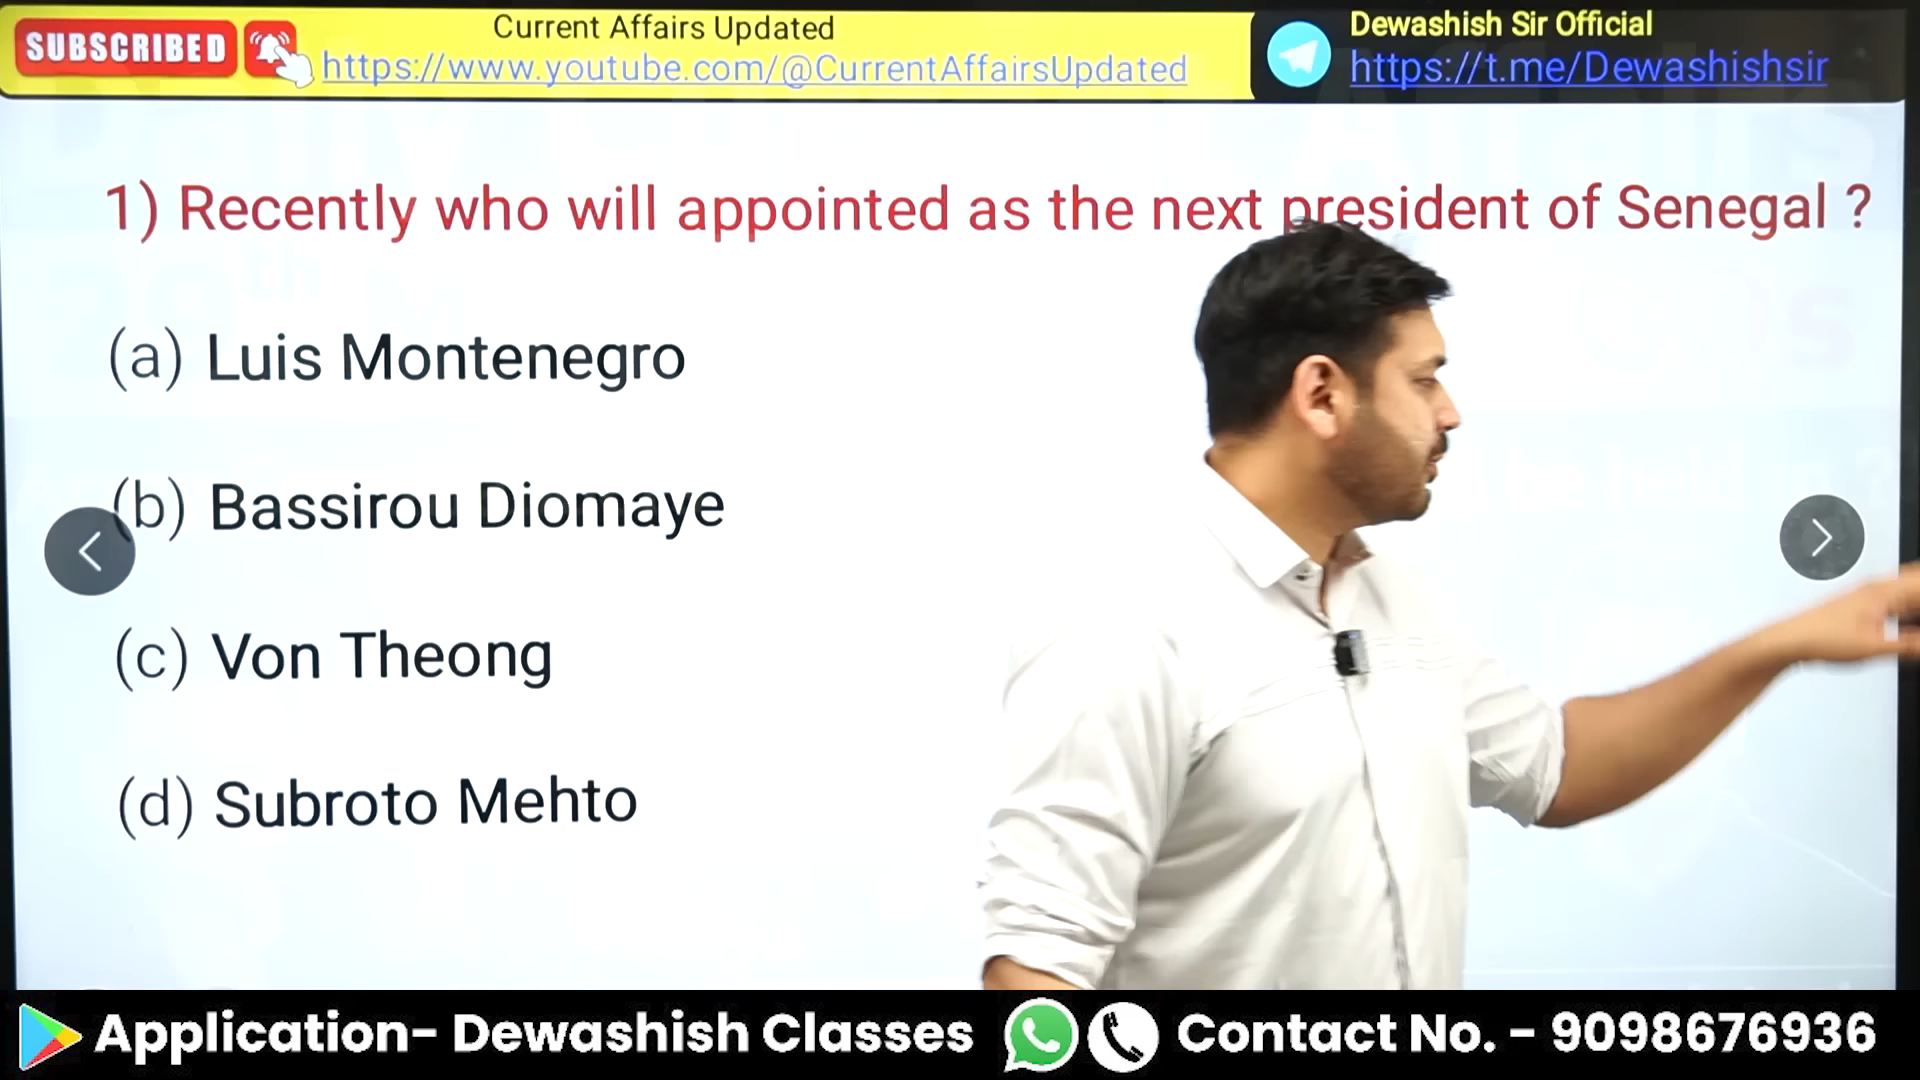 SUBSCRIBED
Current Affairs Updated
https://www.youtube.com/@CurrentAffairsUpdated
Dewashish Sir Official
https://t.me/Dewashishsir
1) Recently who will appointed as the next president of Senegal ?
(a) Luis Montenegro
(b) Bassirou Diomaye
(c) Von Theong
(d) Subroto Mehto
Application- Dewashish Classes
Contact No. - 9098676936